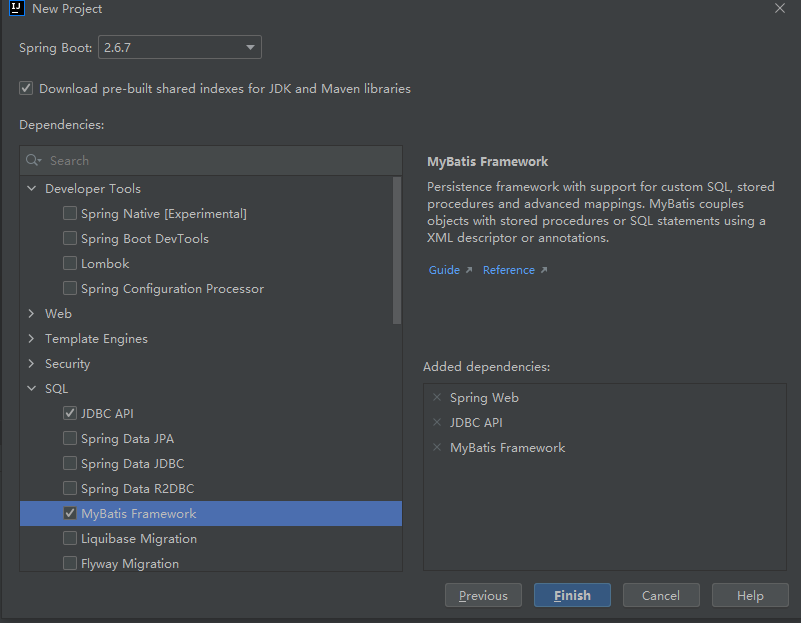 New Project
Spring Boot: 2.6.7
Download pre-built shared indexes for JDK and Maven libraries
Dependencies:
Search
Developer Tools
Spring Native [Experimental]
Spring Boot DevTools
Lombok
Spring Configuration Processor
Web
Template Engines
Security
SQL
JDBC API
Spring Data JPA
Spring Data JDBC
Spring Data R2DBC
MyBatis Framework
Liquibase Migration
Flyway Migration
MyBatis Framework
Persistence framework with support for custom SQL, stored
procedures and advanced mappings. MyBatis couples
objects with stored procedures or SQL statements using a
XML descriptor or annotations.
Guide ↗ Reference ↗
Added dependencies:
Spring Web
JDBC API
MyBatis Framework
Previous Finish Cancel Help